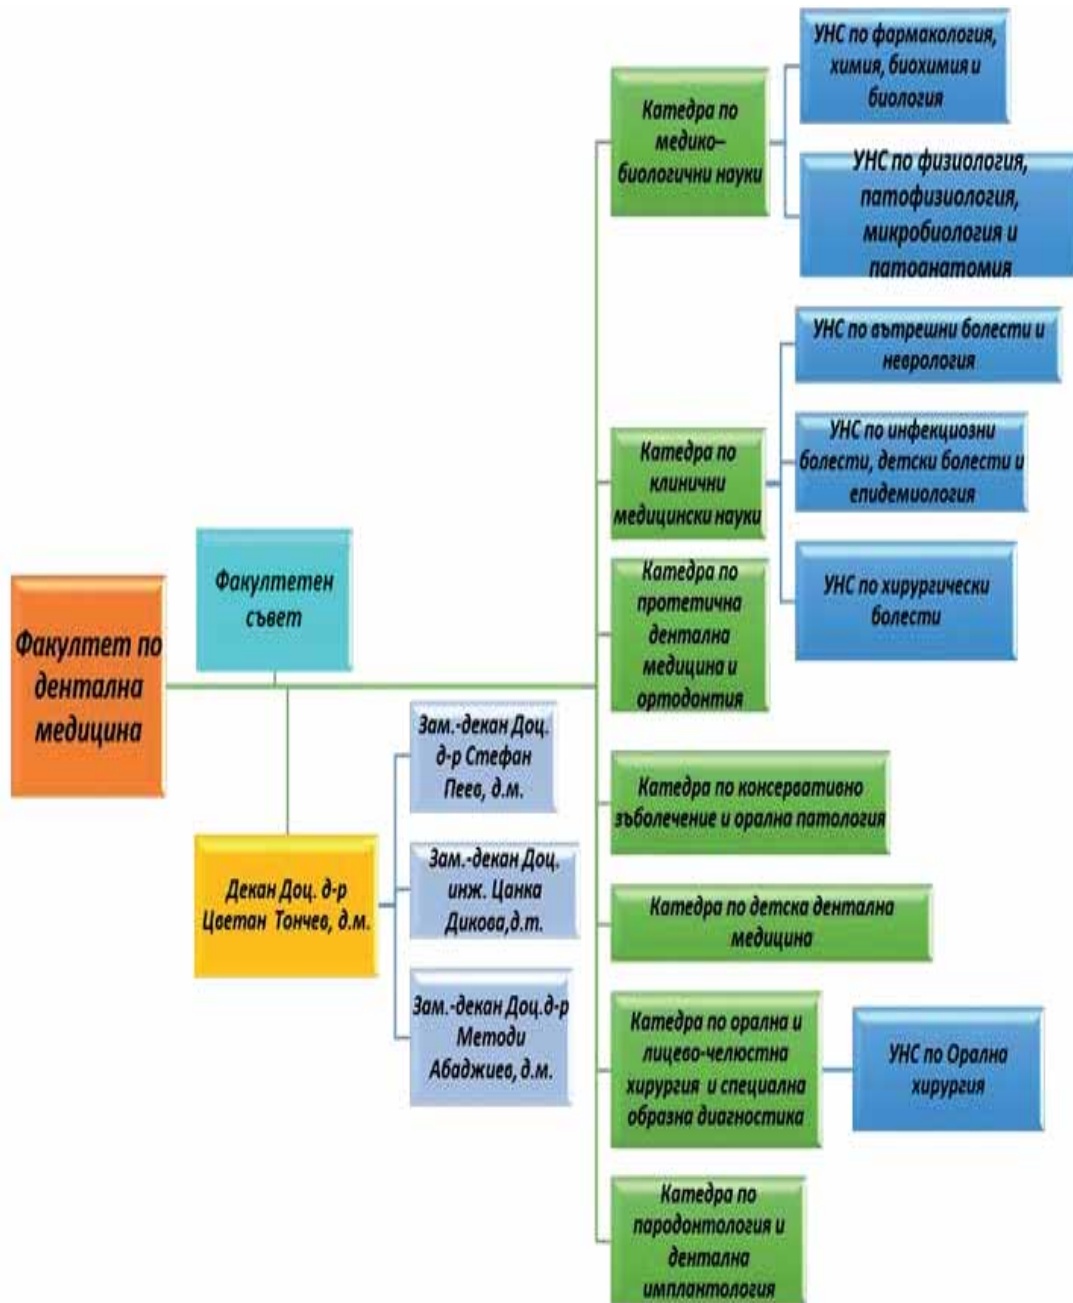 Факултет по
дентална
медицина
Факултетен
съвет
Декан Доц. д-р
Цветан Тончев, д.м.
Зам.-декан Доц.
д-р Стефан
Пеев, д.м.
Зам.-декан Доц.
инж. Цанка
Дикова,д.т.
Зам.-декан Доц.д-р
Методи
Абаджиев, д.м.
Катедра по
медико–
биологични науки
УНС по фармакология,
химия, биохимия и
биология
УНС по физиология,
патофизиология,
микробиология и
патоанатомия
Катедра по
клинични
медицински науки
УНС по вътрешни болести и
неврология
УНС по инфекциозни
болести, детски болести и
епидемиология
УНС по хирургически
болести
Катедра по
протетична
дентална
медицина и
ортодонтия
Катедра по консервативно
зъболечение и орална патология
Катедра по детска дентална
медицина
Катедра по орална и
лицево-челюстна
хирургия и специална
образна диагностика
УНС по Орална
хирургия
Катедра по
пародонтология и
дентална
имплантология